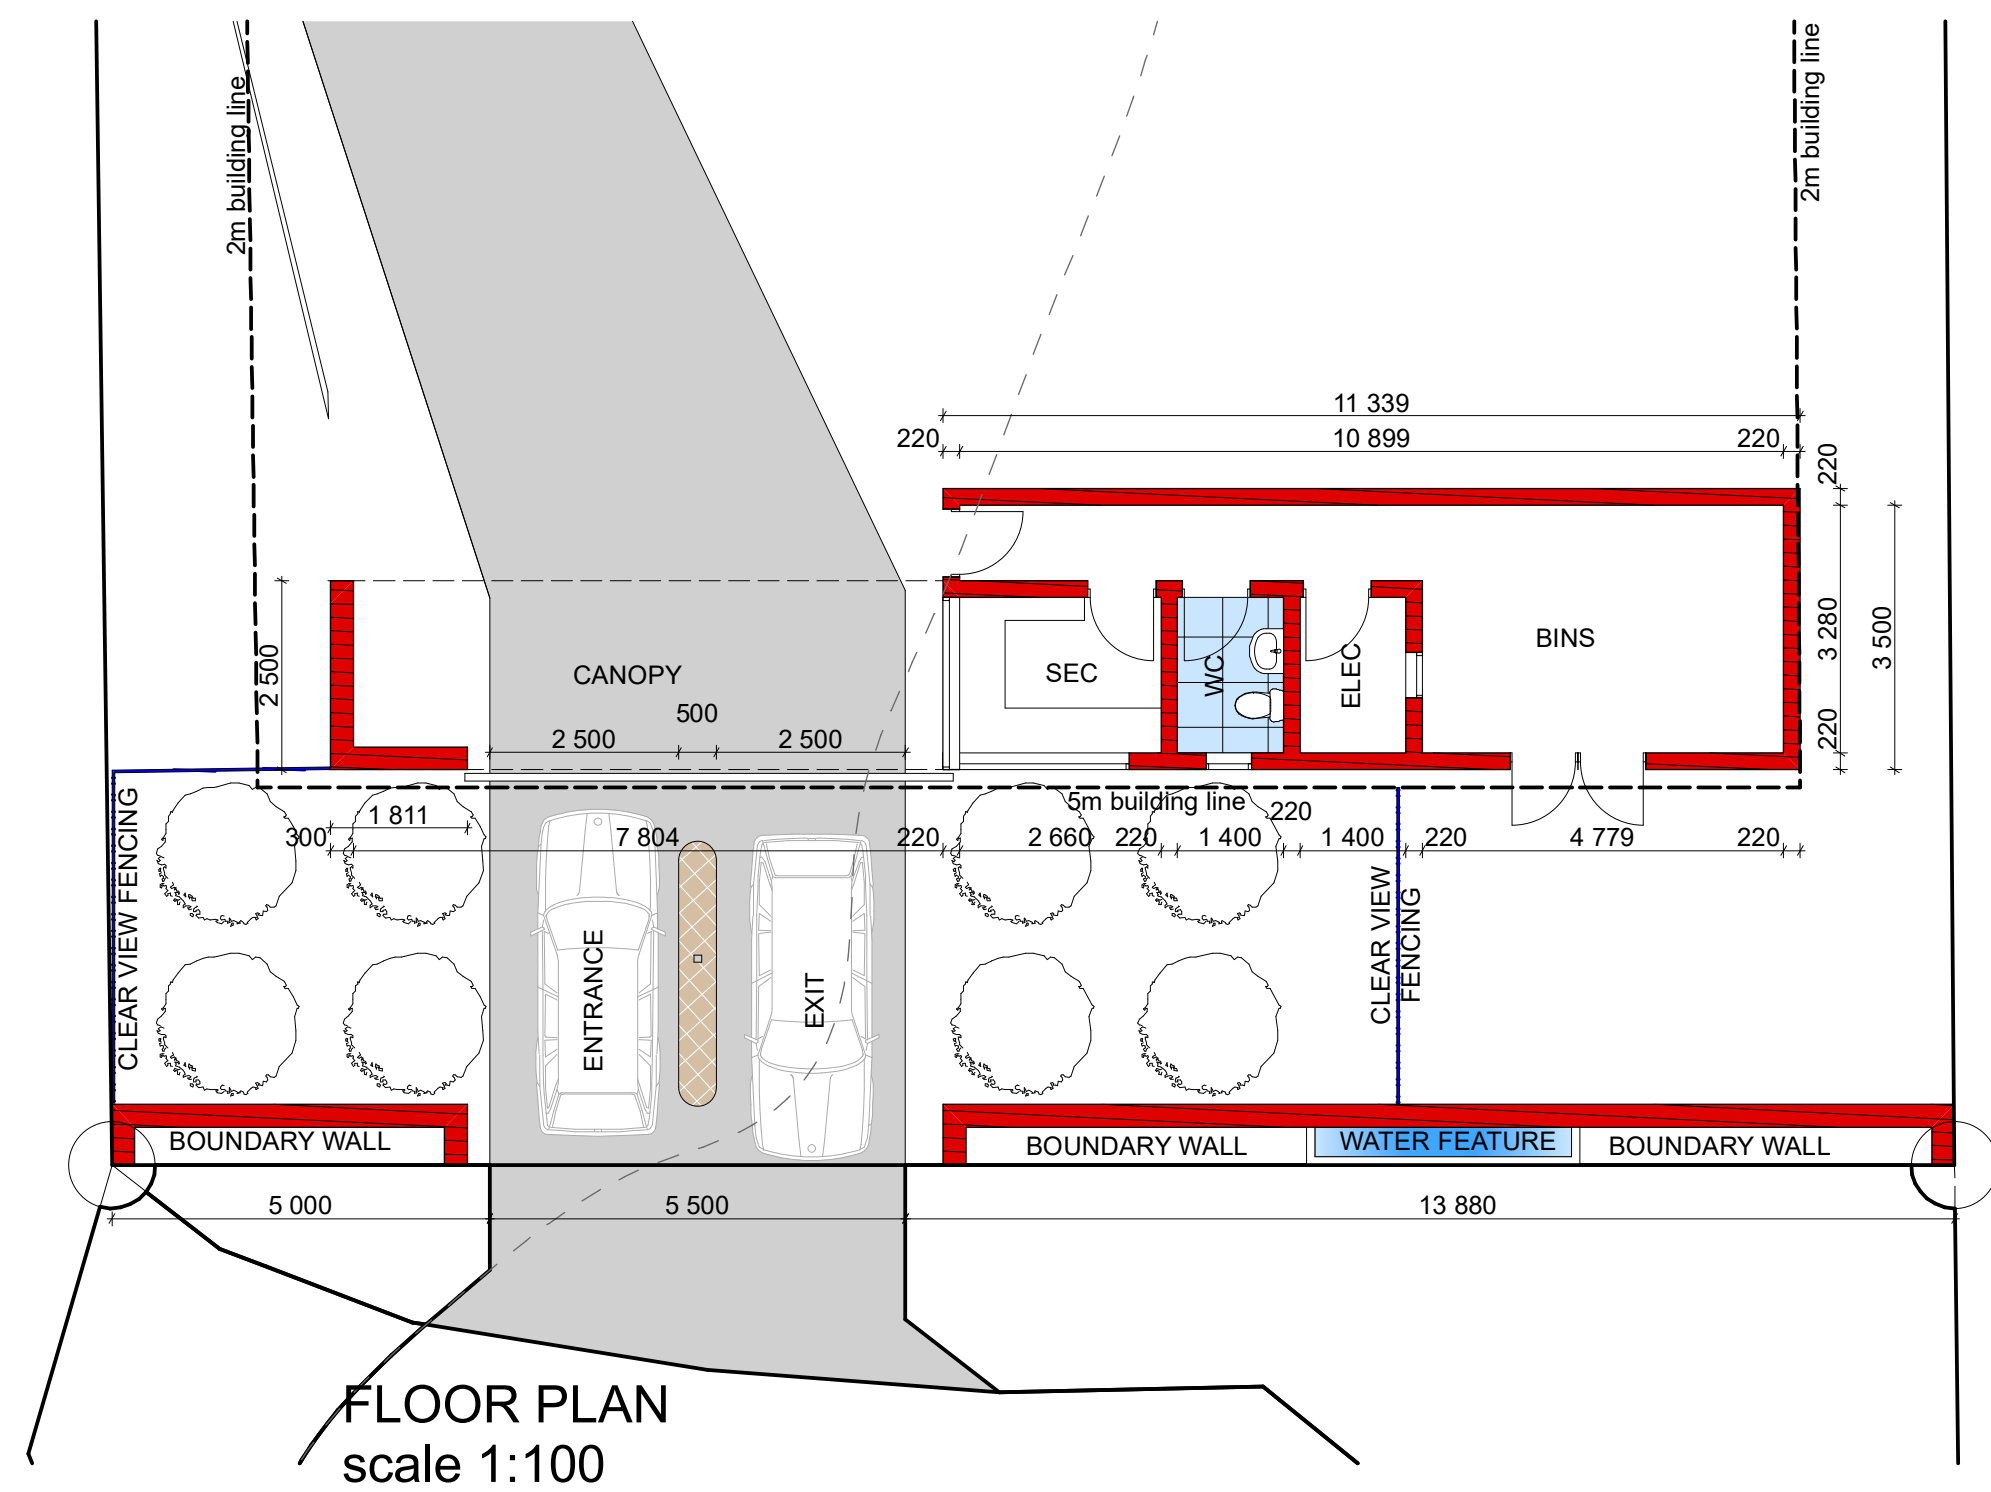 2m building line
2m building line
11 339
220
10 899
220
220
3 280
3 500
220
2 500
CANOPY
500
2 500
2 500
SEC
WC
ELEC
BINS
5m building line
1 811
300
7 804
220
2 660
220
1 400
220
1 400
220
4 779
220
CLEAR VIEW FENCING
ENTRANCE
EXIT
CLEAR VIEW
FENCING
BOUNDARY WALL
BOUNDARY WALL
WATER FEATURE
BOUNDARY WALL
5 000
5 500
13 880
FLOOR PLAN
scale 1:100